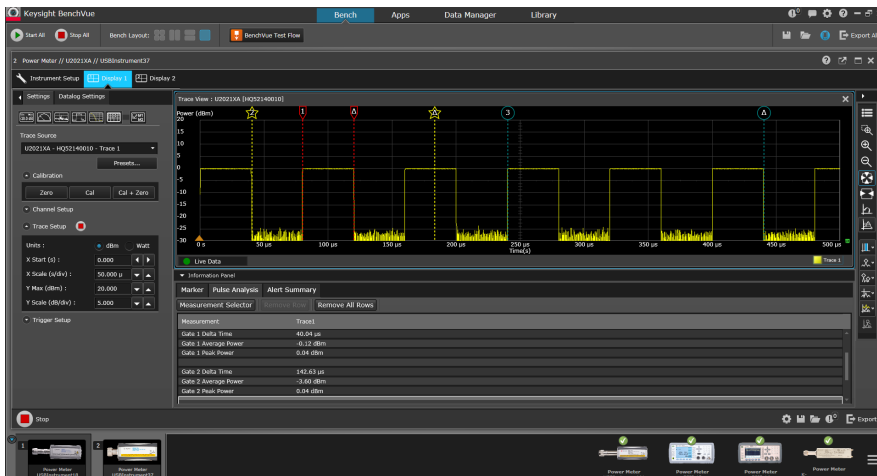 Keysight BenchVue
Bench Apps Data Manager Library
Start All Stop All Bench Layout: BenchVue Test Flow Export Al
2 Power Meter // U2021XA // USBInstrument37
Instrument Setup Display 1 Display 2
Settings Datalog Settings
Trace Source
U2021XA - HQ52140010 - Trace 1
Presets...
Calibration
Zero Cal Cal + Zero
Channel Setup
Trace Setup
Units : dBm Watt
X Start (s) : 0.000
X Scale (s/div) : 50.000 µ
Y Max (dBm) : 20.000
Y Scale (dB/div) : 5.000
Trigger Setup
Trace View : U2021XA [HQ52140010]
Power (dBm)
2 1 Δ 3 Δ
20
15
10
5
0
-5
-10
-15
-20
-25
-30
0 s 50 µs 100 µs 150 µs 200 µs 250 µs 300 µs 350 µs 400 µs 450 µs 500 µs
Time(s)
Live Data Trace 1
Information Panel
Marker Pulse Analysis Alert Summary
Measurement Selector Remove Row Remove All Rows
Measurement Trace1
Gate 1 Delta Time 40.04 µs
Gate 1 Average Power -0.12 dBm
Gate 1 Peak Power 0.04 dBm
Gate 2 Delta Time 142.63 µs
Gate 2 Average Power -3.60 dBm
Gate 2 Peak Power 0.04 dBm
Stop Export
1 2
Power Meter Power Meter Power Meter Power Meter Power Meter Power Meter
USBInstrument18 USBInstrument37